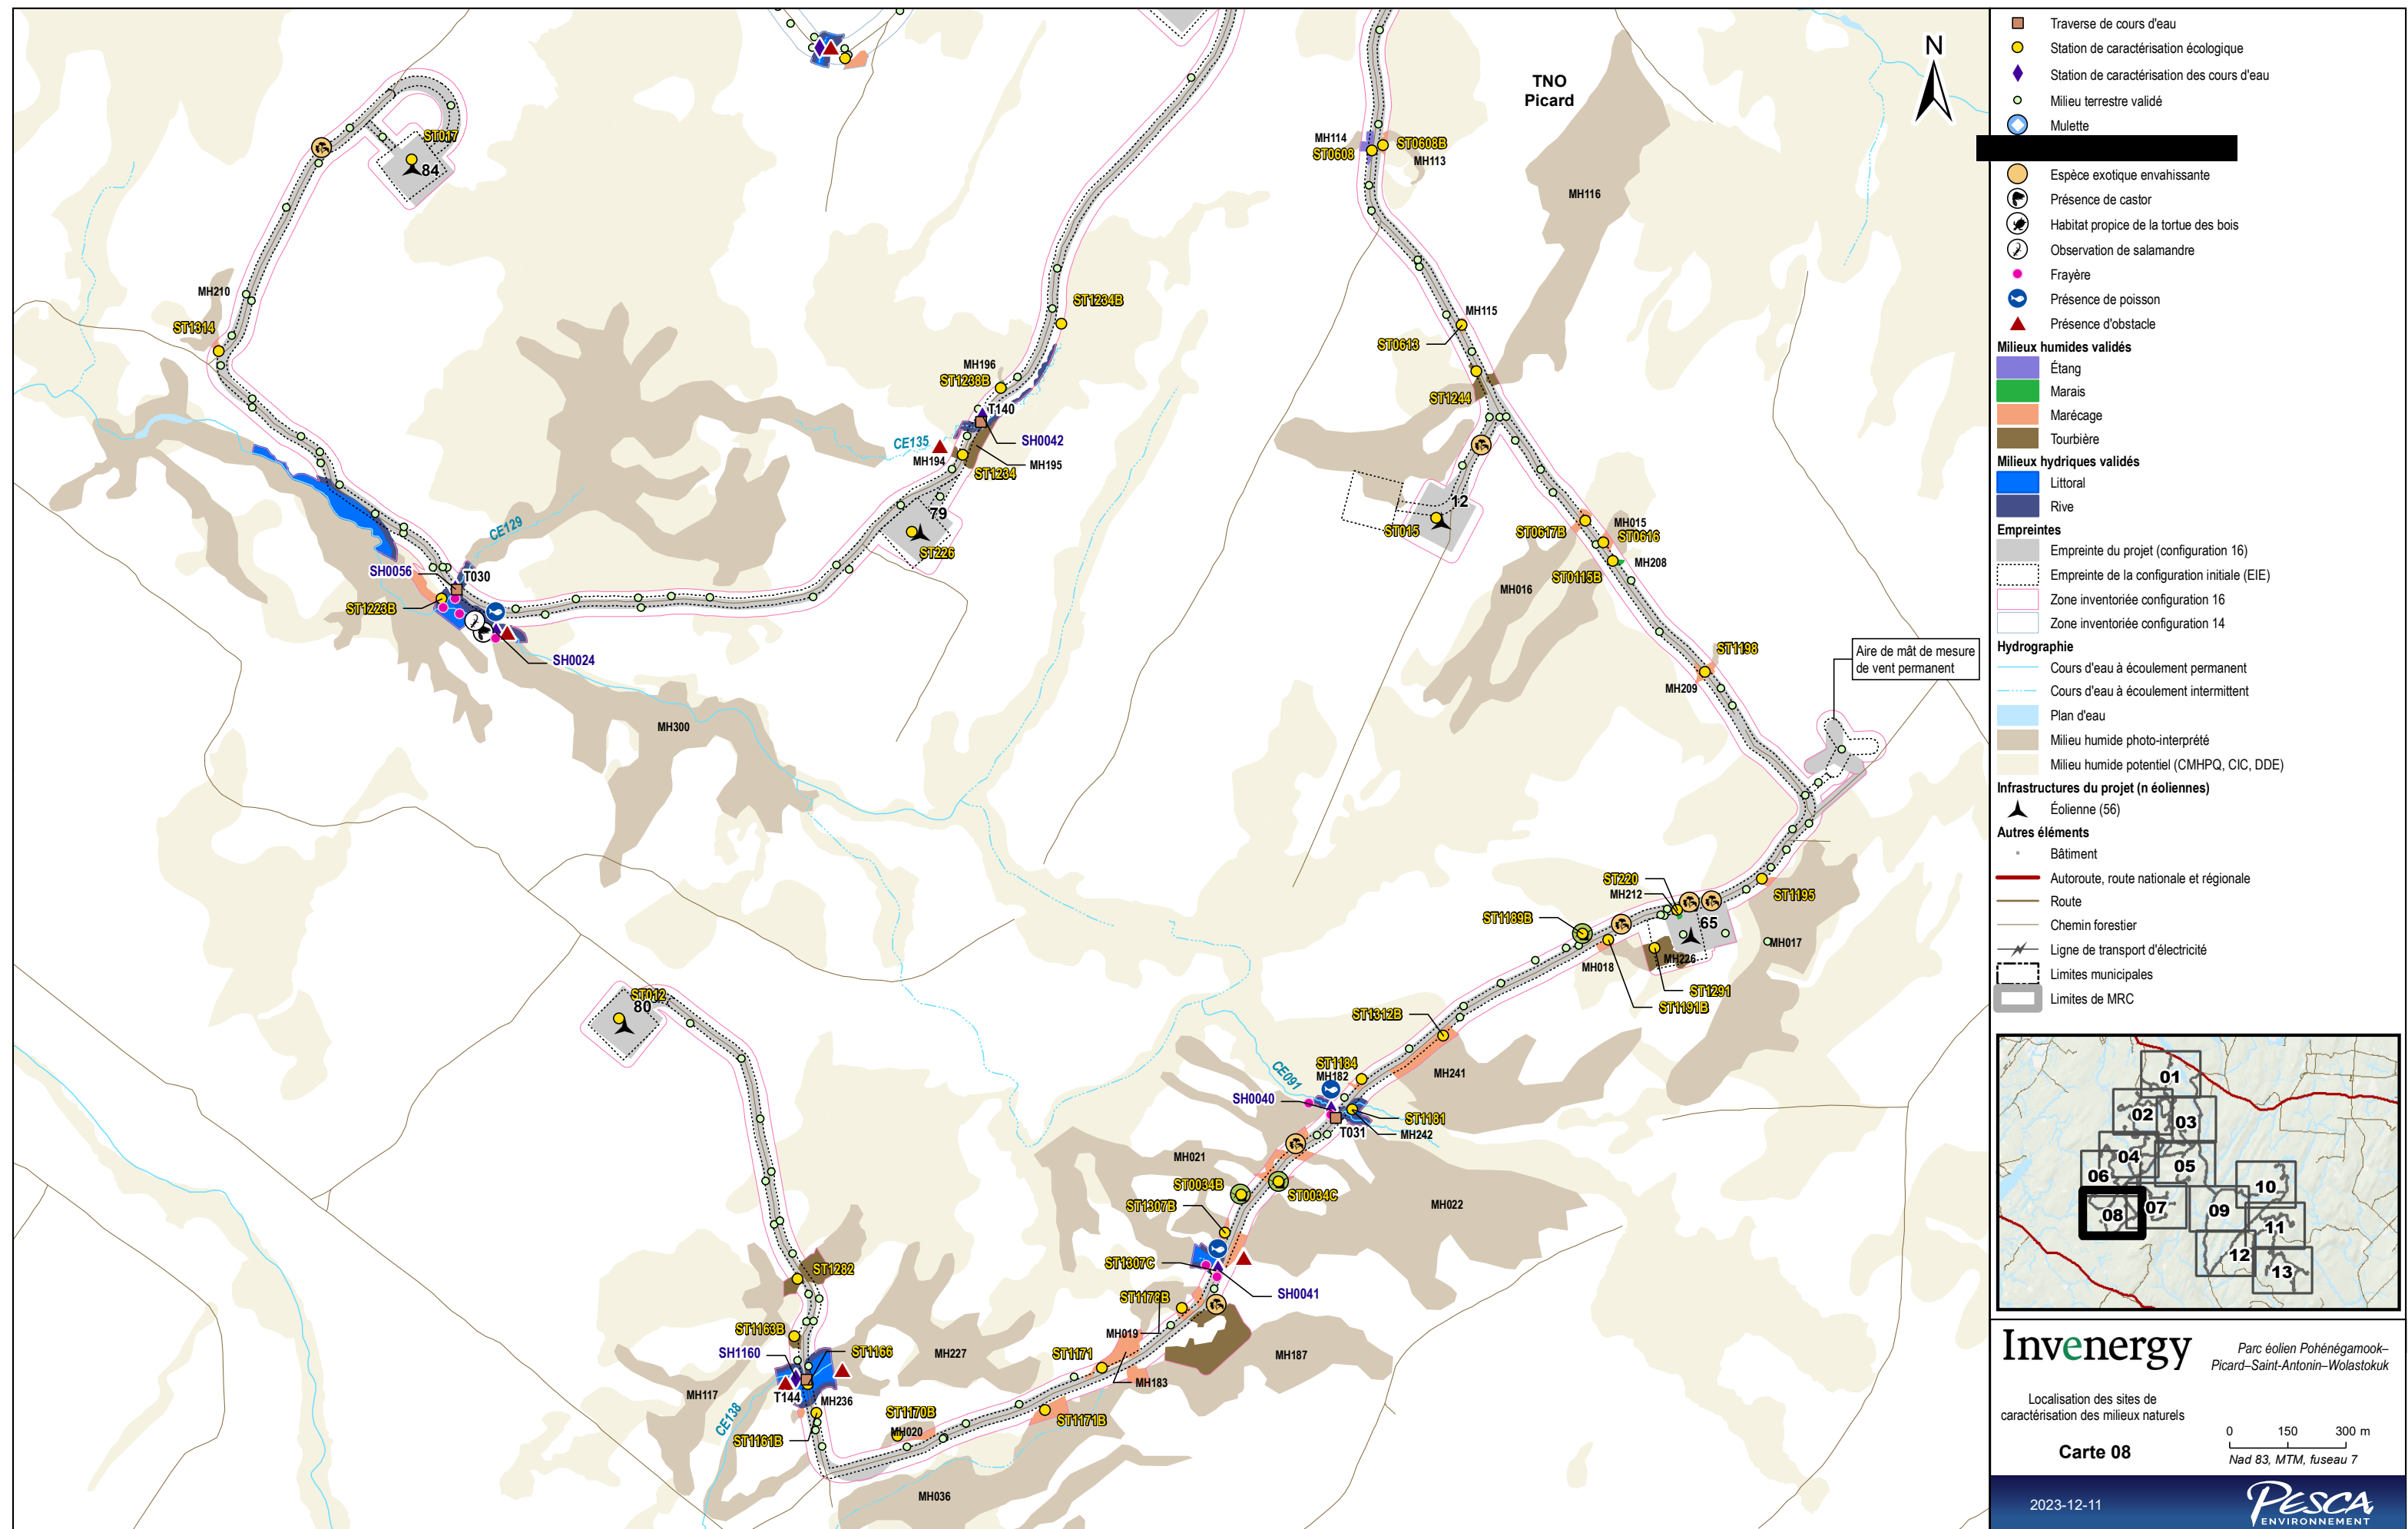 TNO
Picard
N
ST017
84
MH210
ST1314
MH114
ST0608
ST0608B
MH113
MH116
MH115
ST0613
ST1244
ST1234B
MH196
ST1238B
T140
SH0042
CE135
MH194
MH195
ST1234
79
ST226
12
ST015
CE129
SH0056
T030
ST1223B
SH0024
MH300
ST0617B
MH015
ST0616
MH208
ST0115B
MH016
ST1198
MH209
Aire de mât de mesure
de vent permanent
ST220
MH212
ST1195
65
MH017
ST1189B
MH018
MH226
ST1291
ST1191B
ST012
80
ST1312B
ST1184
MH182
CE091
MH241
SH0040
ST1181
T031
MH242
MH021
ST0034B
ST0034C
MH022
ST1307B
ST1307C
SH0041
ST1178B
MH019
ST1171
MH183
MH187
ST1282
ST1163B
SH1160
ST1166
MH227
MH117
T144
MH236
CE138
ST1161B
ST1170B
MH020
ST1171B
MH036
Traverse de cours d'eau
Station de caractérisation écologique
Station de caractérisation des cours d'eau
Milieu terrestre validé
Mulette
Espèce exotique envahissante
Présence de castor
Habitat propice de la tortue des bois
Observation de salamandre
Frayère
Présence de poisson
Présence d'obstacle
Milieux humides validés
Étang
Marais
Marécage
Tourbière
Milieux hydriques validés
Littoral
Rive
Empreintes
Empreinte du projet (configuration 16)
Empreinte de la configuration initiale (EIE)
Zone inventoriée configuration 16
Zone inventoriée configuration 14
Hydrographie
Cours d'eau à écoulement permanent
Cours d'eau à écoulement intermittent
Plan d'eau
Milieu humide photo-interprété
Milieu humide potentiel (CMHPQ, CIC, DDE)
Infrastructures du projet (n éoliennes)
Éolienne (56)
Autres éléments
Bâtiment
Autoroute, route nationale et régionale
Route
Chemin forestier
Ligne de transport d'électricité
Limites municipales
Limites de MRC
01
02
03
04
05
06
07
08
09
10
11
12
13
Invenergy
Parc éolien Pohénégamook–
Picard–Saint-Antonin–Wolastokuk
Localisation des sites de
caractérisation des milieux naturels
Carte 08
0 150 300 m
Nad 83, MTM, fuseau 7
2023-12-11
PESCA
ENVIRONNEMENT